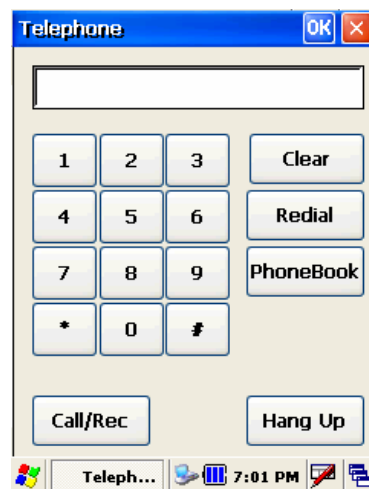 Telephone OK
1 2 3 Clear
4 5 6 Redial
7 8 9 PhoneBook
* 0 #
Call/Rec Hang Up
Teleph... 7:01 PM